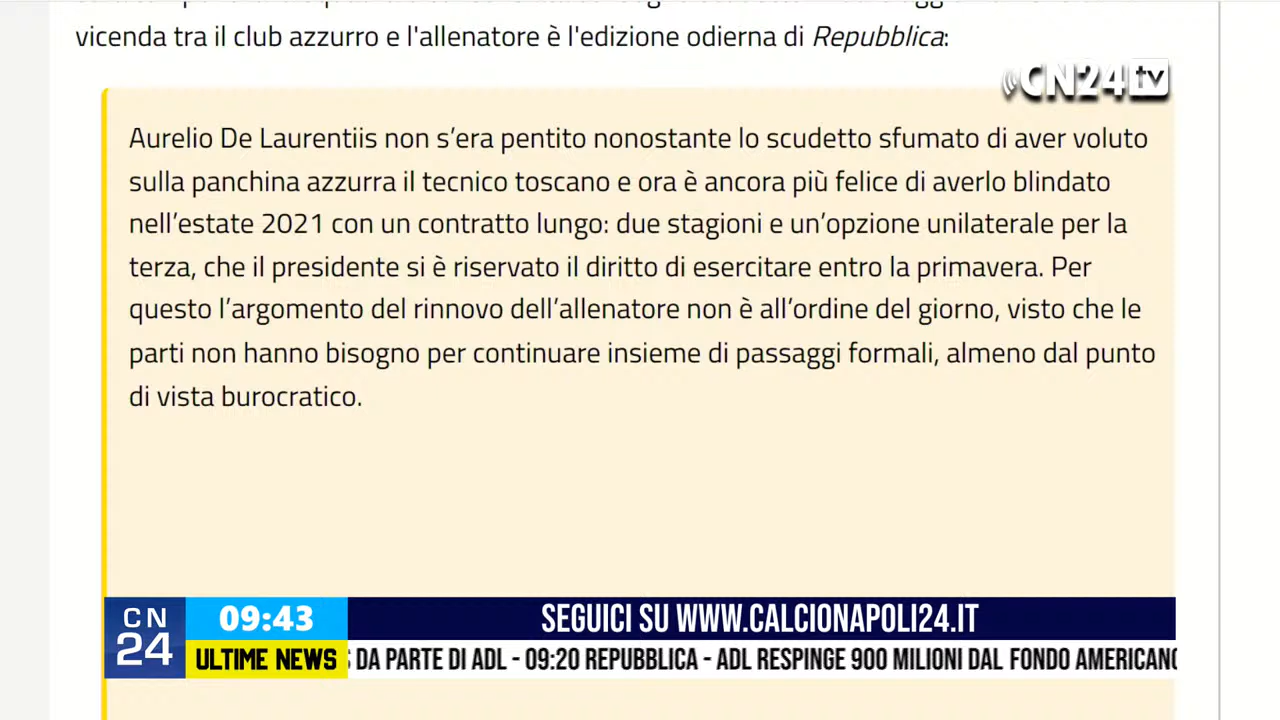 vicenda tra il club azzurro e l'allenatore è l'edizione odierna di Repubblica:
CN24 tv
Aurelio De Laurentiis non s’era pentito nonostante lo scudetto sfumato di aver voluto
sulla panchina azzurra il tecnico toscano e ora è ancora più felice di averlo blindato
nell’estate 2021 con un contratto lungo: due stagioni e un’opzione unilaterale per la
terza, che il presidente si è riservato il diritto di esercitare entro la primavera. Per
questo l’argomento del rinnovo dell’allenatore non è all’ordine del giorno, visto che le
parti non hanno bisogno per continuare insieme di passaggi formali, almeno dal punto
di vista burocratico.
CN
24
09:43
SEGUICI SU WWW.CALCIONAPOLI24.IT
ULTIME NEWS
DA PARTE DI ADL - 09:20 REPUBBLICA - ADL RESPINGE 900 MILIONI DAL FONDO AMERICANO